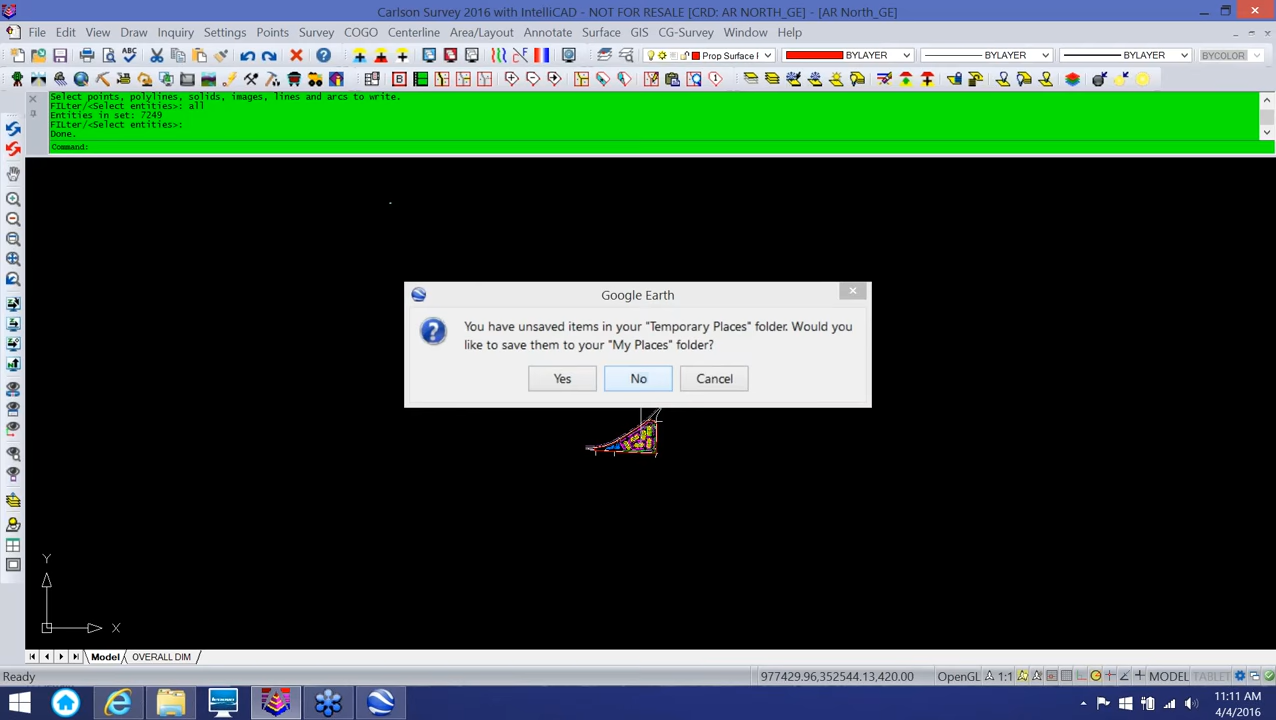 Carlson Survey 2016 with IntelliCAD - NOT FOR RESALE [CRD: AR NORTH_GE] - [AR North_GE]
File Edit View Draw Inquiry Settings Points Survey COGO Centerline Area/Layout Annotate Surface GIS CG-Survey Window Help
ABC
Prop Surface F BYLAYER BYLAYER BYLAYER BYCOLOR
Select points, polylines, solids, images, lines and arcs to write.
FILter/<Select entities>: all
Entities in set: 7249
FILter/<Select entities>:
Done.
Command:
Google Earth
You have unsaved items in your "Temporary Places" folder. Would you
like to save them to your "My Places" folder?
Yes No Cancel
Y
X
Model OVERALL DIM
Ready 977429.96,352544.13,420.00 OpenGL 1:1 MODEL TABLET
11:11 AM
4/4/2016